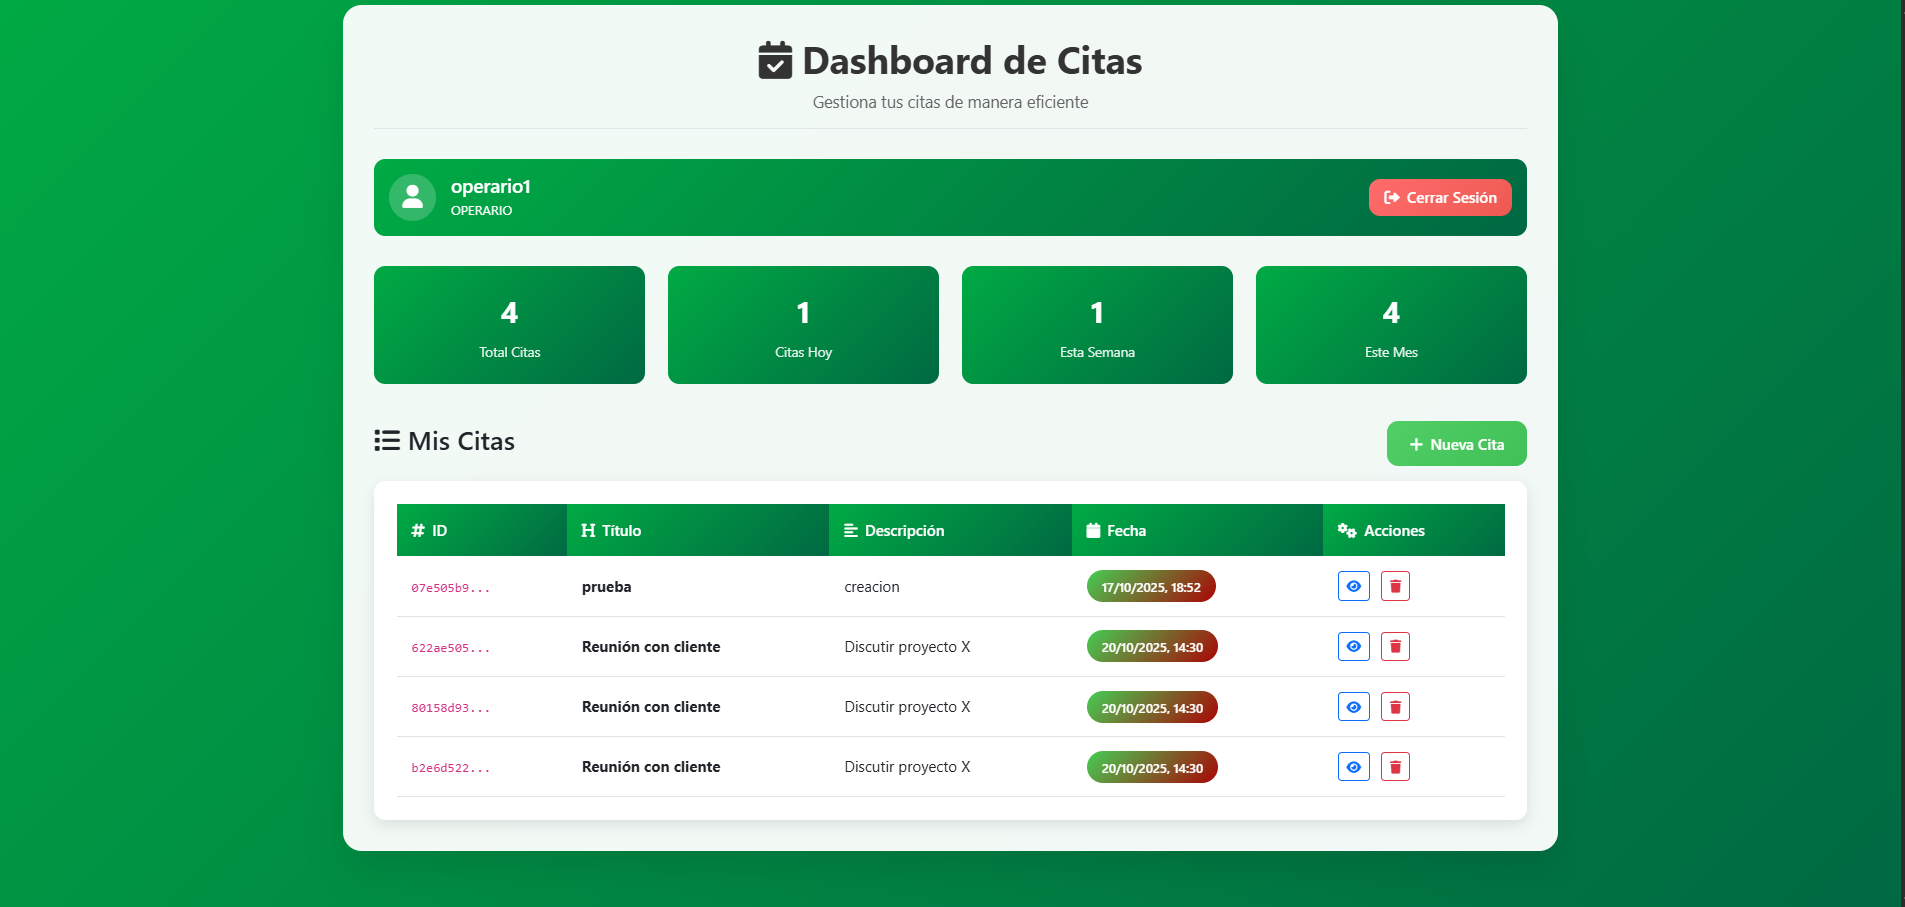 Dashboard de Citas
Gestiona tus citas de manera eficiente
operario1
OPERARIO
Cerrar Sesión
4
Total Citas
1
Citas Hoy
1
Esta Semana
4
Este Mes
Mis Citas
+ Nueva Cita
# ID Título Descripción Fecha Acciones
07e505b9... prueba creacion 17/10/2025, 18:52
622ae505... Reunión con cliente Discutir proyecto X 20/10/2025, 14:30
80158d93... Reunión con cliente Discutir proyecto X 20/10/2025, 14:30
b2e6d522... Reunión con cliente Discutir proyecto X 20/10/2025, 14:30